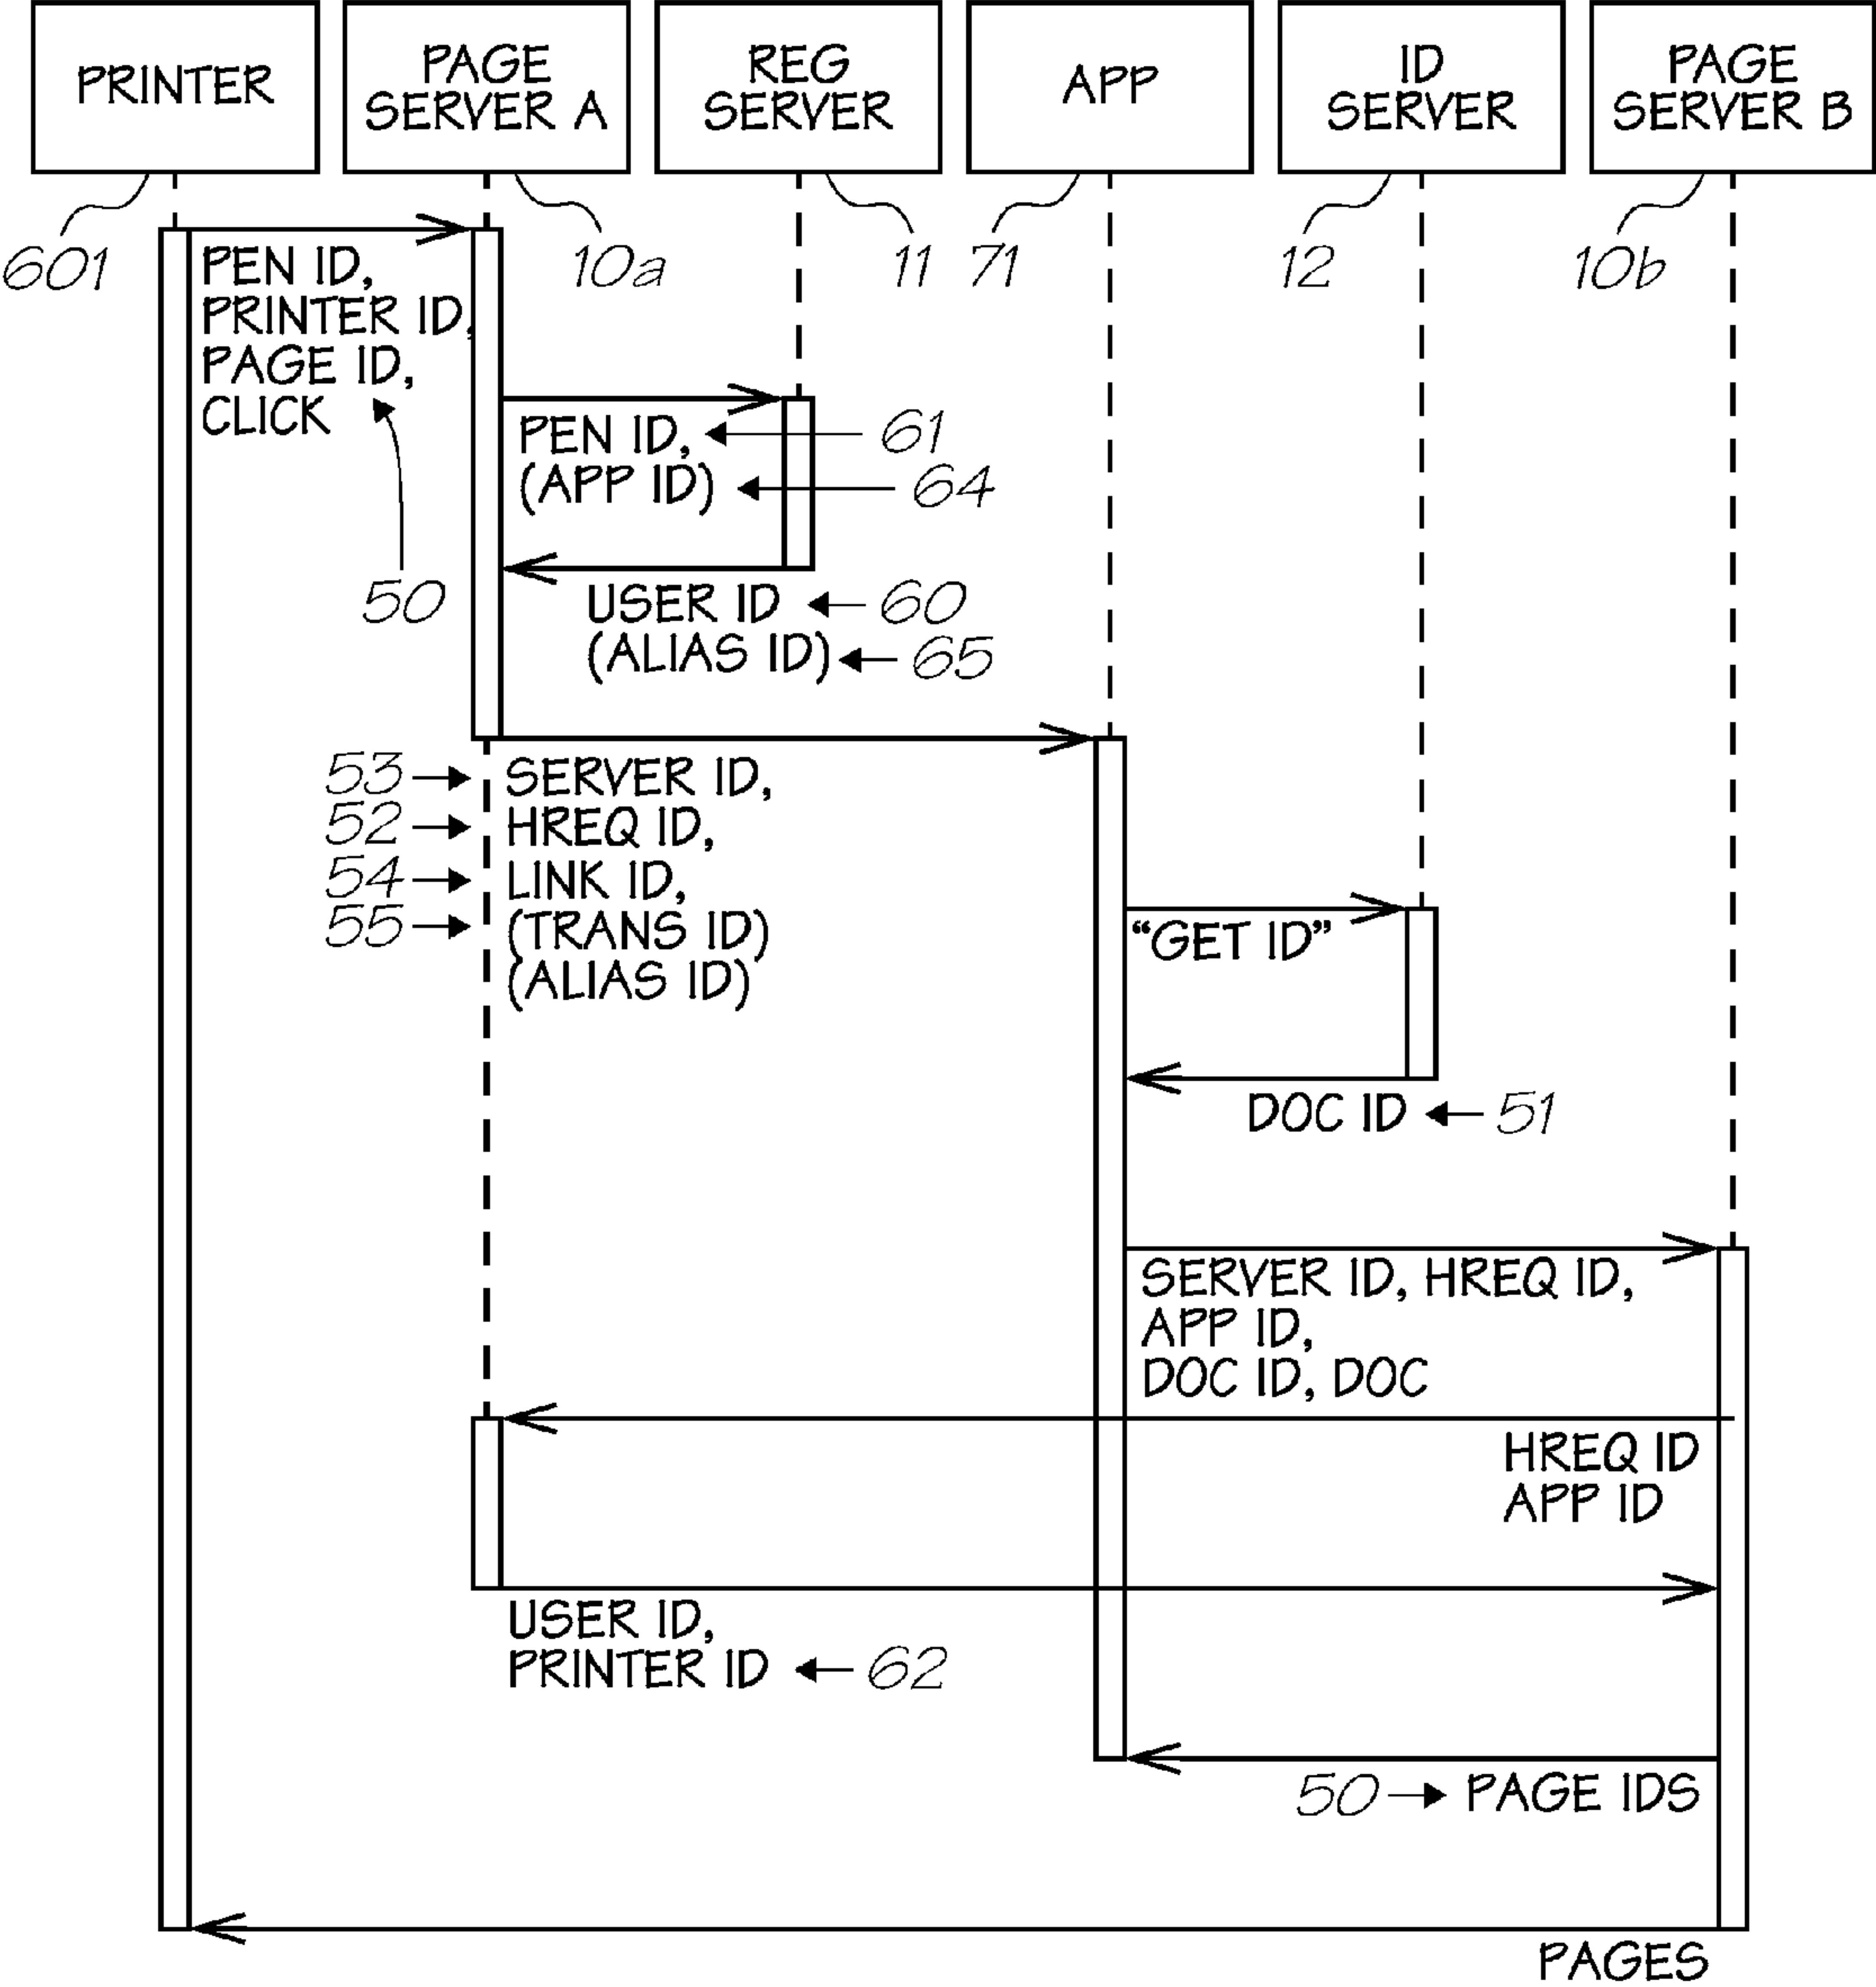 PRINTER
PAGE
SERVER A
REG
SERVER
APP
ID
SERVER
PAGE
SERVER B
601
10a
11
71
12
10b
PEN ID,
PRINTER ID,
PAGE ID,
CLICK
50
PEN ID,
61
(APP ID)
64
USER ID
60
(ALIAS ID)
65
53
SERVER ID,
52
HREQ ID,
54
LINK ID,
55
(TRANS ID)
(ALIAS ID)
"GET ID"
DOC ID
51
SERVER ID, HREQ ID,
APP ID,
DOC ID, DOC
HREQ ID
APP ID
USER ID,
PRINTER ID
62
50
PAGE IDS
PAGES